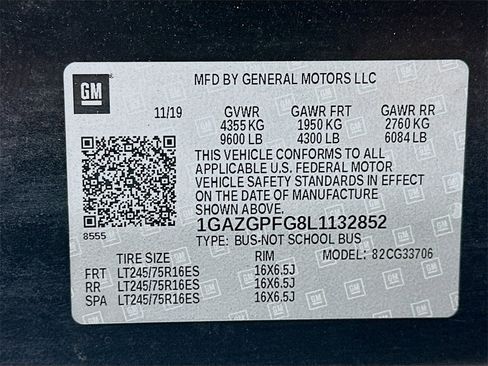 GM
MFD BY GENERAL MOTORS LLC
11/19 GVWR GAWR FRT GAWR RR
4355 KG 1950 KG 2760 KG
9600 LB 4300 LB 6084 LB
THIS VEHICLE CONFORMS TO ALL
APPLICABLE U.S. FEDERAL MOTOR
VEHICLE SAFETY STANDARDS IN EFFECT
ON THE DATE OF MANUFACTURE
SHOWN ABOVE.
8555
1GAZGPFG8L1132852
TYPE: BUS-NOT SCHOOL BUS
TIRE SIZE RIM MODEL: 82CG33706
FRT LT245/75R16ES 16X6.5J
RR LT245/75R16ES 16X6.5J
SPA LT245/75R16ES 16X6.5J